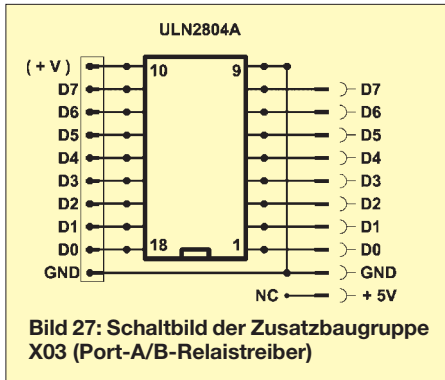 ULN2804A
( + V ) 10 9
D7 D7
D6 D6
D5 D5
D4 D4
D3 D3
D2 D2
D1 D1
D0 18 1 D0
GND GND
NC + 5V
Bild 27: Schaltbild der Zusatzbaugruppe
X03 (Port-A/B-Relaistreiber)